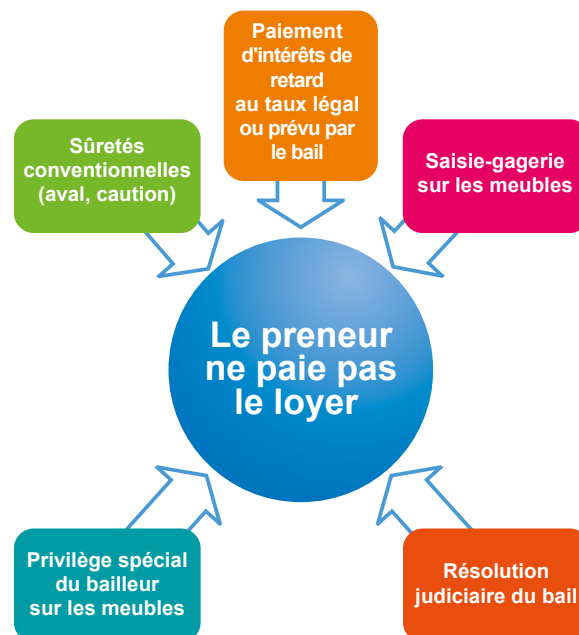 Paiement
d'intérêts de
retard
au taux légal
ou prévu par
le bail
Sûretés
conventionnelles
(aval, caution)
Saisie-gagerie
sur les meubles
Le preneur
ne paie pas
le loyer
Privilège spécial
du bailleur
sur les meubles
Résolution
judiciaire du bail